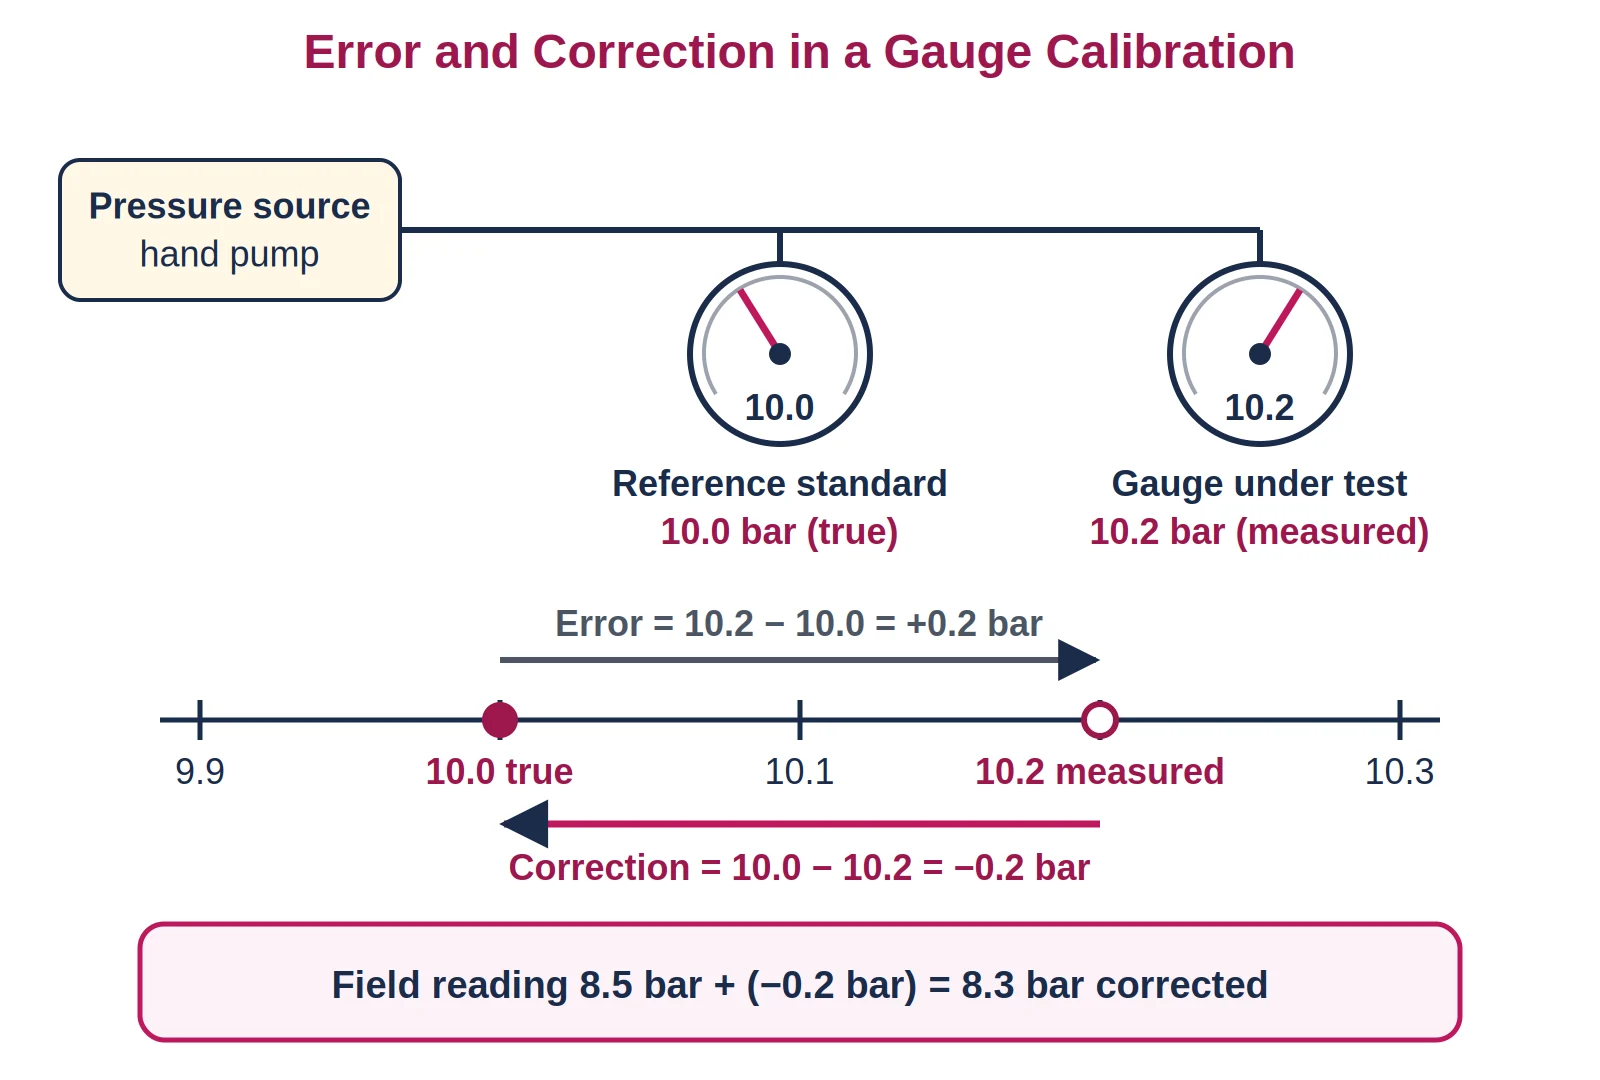 Error and Correction in a Gauge Calibration
Pressure source
hand pump
10.0
10.2
Reference standard
10.0 bar (true)
Gauge under test
10.2 bar (measured)
Error = 10.2 − 10.0 = +0.2 bar
9.9
10.0 true
10.1
10.2 measured
10.3
Correction = 10.0 − 10.2 = −0.2 bar
Field reading 8.5 bar + (−0.2 bar) = 8.3 bar corrected